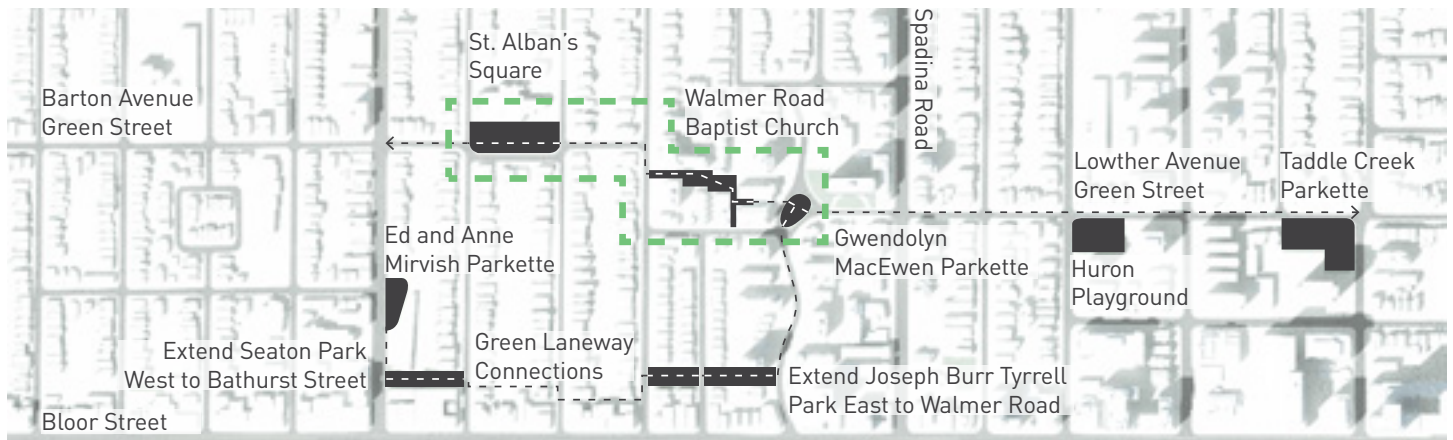 St. Alban's
Square
Spadina Road
Barton Avenue
Green Street
Walmer Road
Baptist Church
Lowther Avenue
Green Street
Taddle Creek
Parkette
Ed and Anne
Mirvish Parkette
Gwendolyn
MacEwen Parkette
Huron
Playground
Extend Seaton Park
West to Bathurst Street
Green Laneway
Connections
Extend Joseph Burr Tyrrell
Park East to Walmer Road
Bloor Street